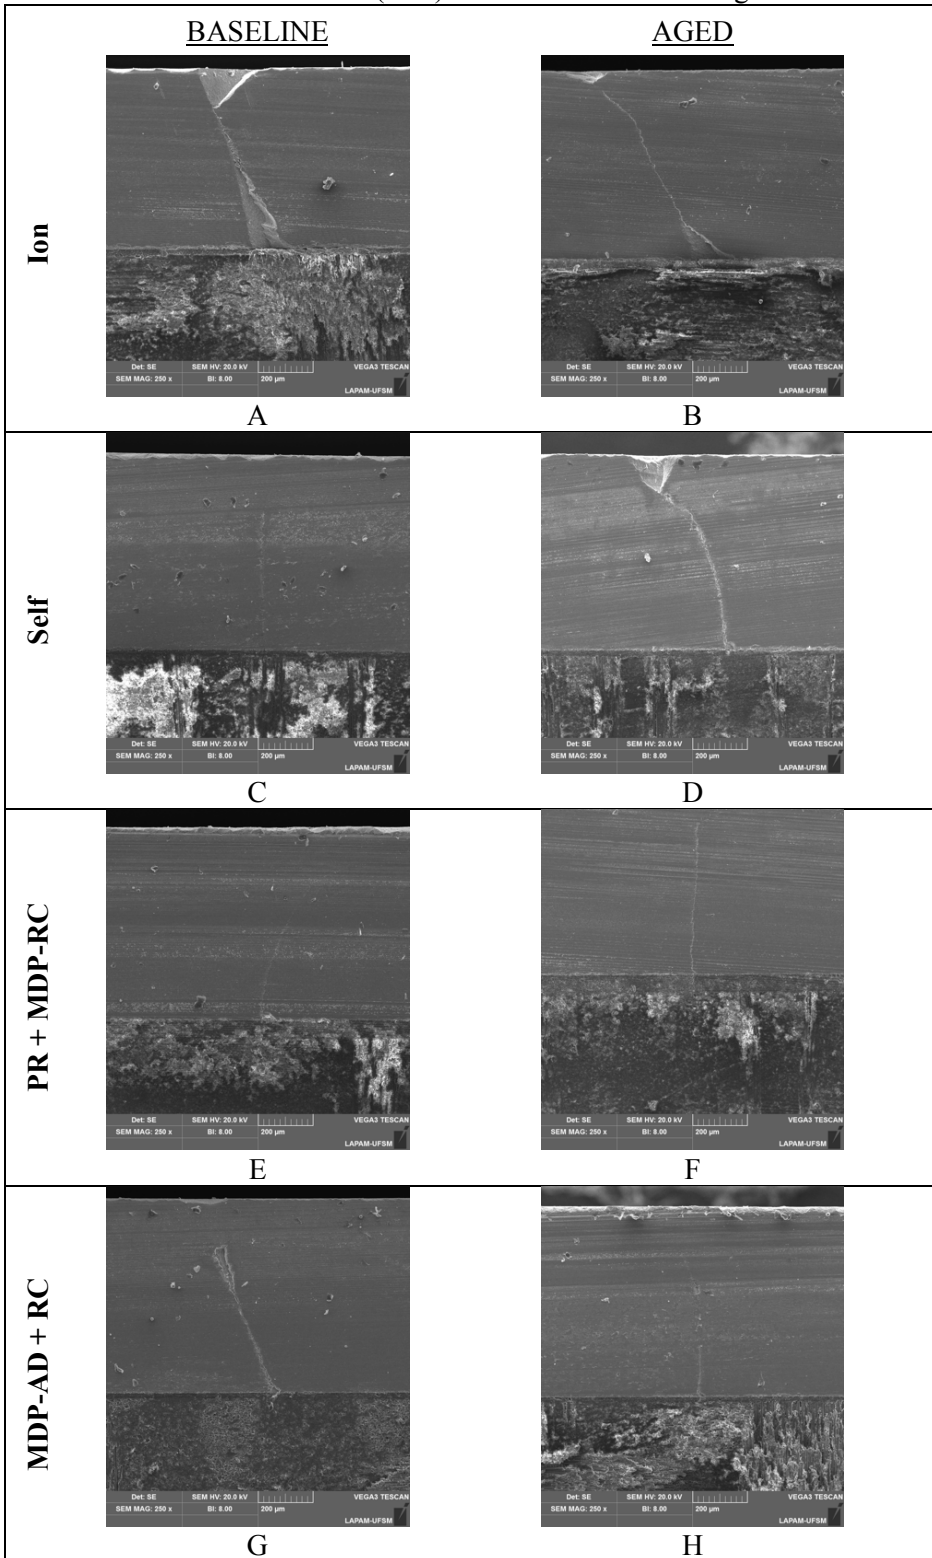 BASELINE AGED
Ion
Det: SE SEM HV: 20.0 kV VEGA3 TESCAN
SEM MAG: 250 x BI: 8.00 200 µm
LAPAM-UFSM
A
Det: SE SEM HV: 20.0 kV VEGA3 TESCAN
SEM MAG: 250 x BI: 8.00 200 µm
LAPAM-UFSM
B
Self
Det: SE SEM HV: 20.0 kV VEGA3 TESCAN
SEM MAG: 250 x BI: 8.00 200 µm
LAPAM-UFSM
C
Det: SE SEM HV: 20.0 kV VEGA3 TESCAN
SEM MAG: 250 x BI: 8.00 200 µm
LAPAM-UFSM
D
PR + MDP-RC
Det: SE SEM HV: 20.0 kV VEGA3 TESCAN
SEM MAG: 250 x BI: 8.00 200 µm
LAPAM-UFSM
E
Det: SE SEM HV: 20.0 kV VEGA3 TESCAN
SEM MAG: 250 x BI: 8.00 200 µm
LAPAM-UFSM
F
MDP-AD + RC
Det: SE SEM HV: 20.0 kV VEGA3 TESCAN
SEM MAG: 250 x BI: 8.00 200 µm
LAPAM-UFSM
G
Det: SE SEM HV: 20.0 kV VEGA3 TESCAN
SEM MAG: 250 x BI: 8.00 200 µm
LAPAM-UFSM
H